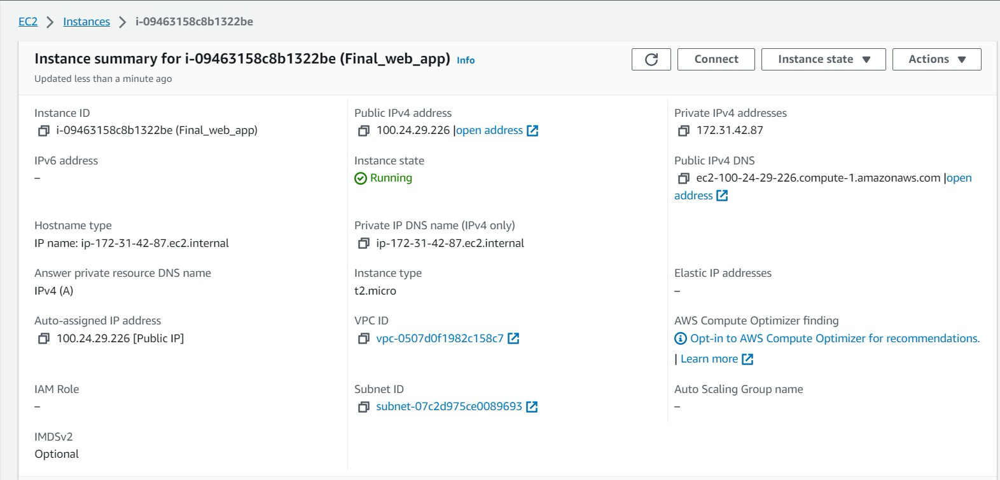 EC2 > Instances > i-09463158c8b1322be
Instance summary for i-09463158c8b1322be (Final_web_app) Info
Updated less than a minute ago
Connect
Instance state
Actions
Instance ID
i-09463158c8b1322be (Final_web_app)
Public IPv4 address
100.24.29.226 |open address
Private IPv4 addresses
172.31.42.87
IPv6 address
–
Instance state
Running
Public IPv4 DNS
ec2-100-24-29-226.compute-1.amazonaws.com |open
address
Hostname type
IP name: ip-172-31-42-87.ec2.internal
Private IP DNS name (IPv4 only)
ip-172-31-42-87.ec2.internal
Answer private resource DNS name
IPv4 (A)
Instance type
t2.micro
Elastic IP addresses
–
Auto-assigned IP address
100.24.29.226 [Public IP]
VPC ID
vpc-0507d0f1982c158c7
AWS Compute Optimizer finding
Opt-in to AWS Compute Optimizer for recommendations.
| Learn more
IAM Role
–
Subnet ID
subnet-07c2d975ce0089693
Auto Scaling Group name
–
IMDSv2
Optional